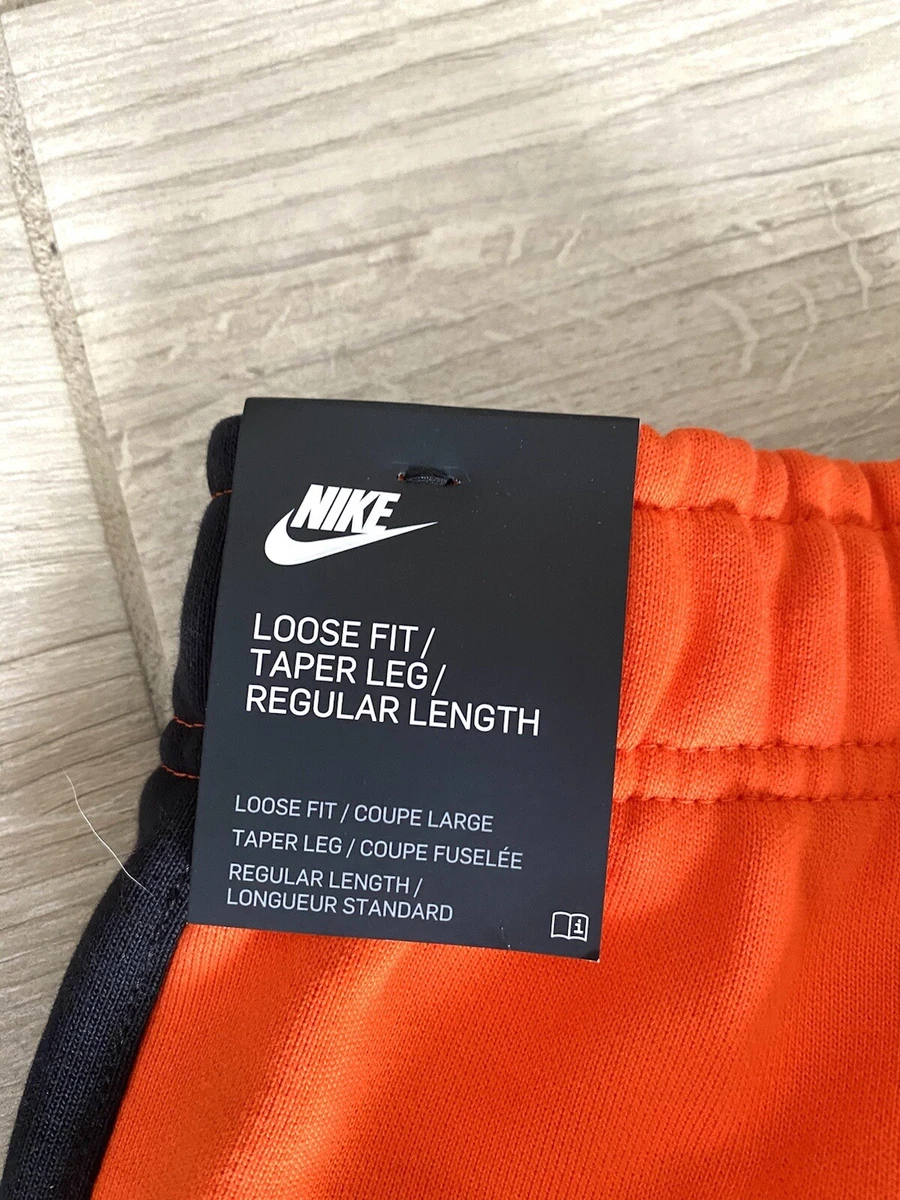 NIKE
LOOSE FIT/
TAPER LEG/
REGULAR LENGTH
LOOSE FIT / COUPE LARGE
TAPER LEG / COUPE FUSELÉE
REGULAR LENGTH /
LONGUEUR STANDARD
i